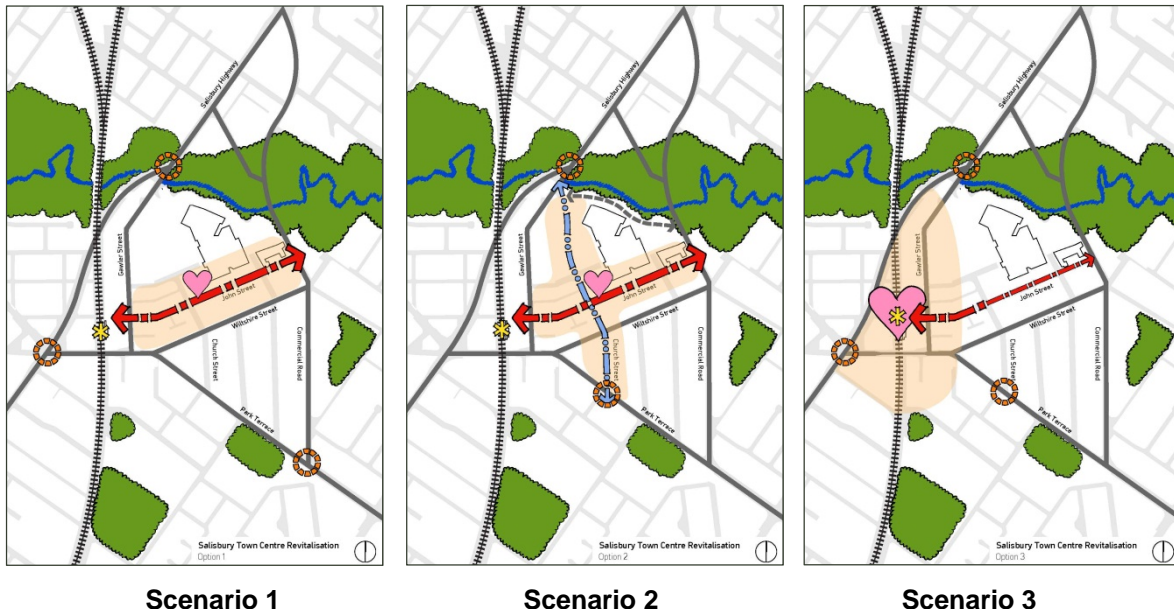 Salisbury Highway
Gawler Street
John Street
Wiltshire Street
Church Street
Commercial Road
Park Terrace
Salisbury Town Centre Revitalisation
Option 1
Salisbury Highway
Gawler Street
John Street
Wiltshire Street
Church Street
Commercial Road
Park Terrace
Salisbury Town Centre Revitalisation
Option 2
Salisbury Highway
Gawler Street
John Street
Wiltshire Street
Church Street
Commercial Road
Park Terrace
Salisbury Town Centre Revitalisation
Option 3
Scenario 1
Scenario 2
Scenario 3